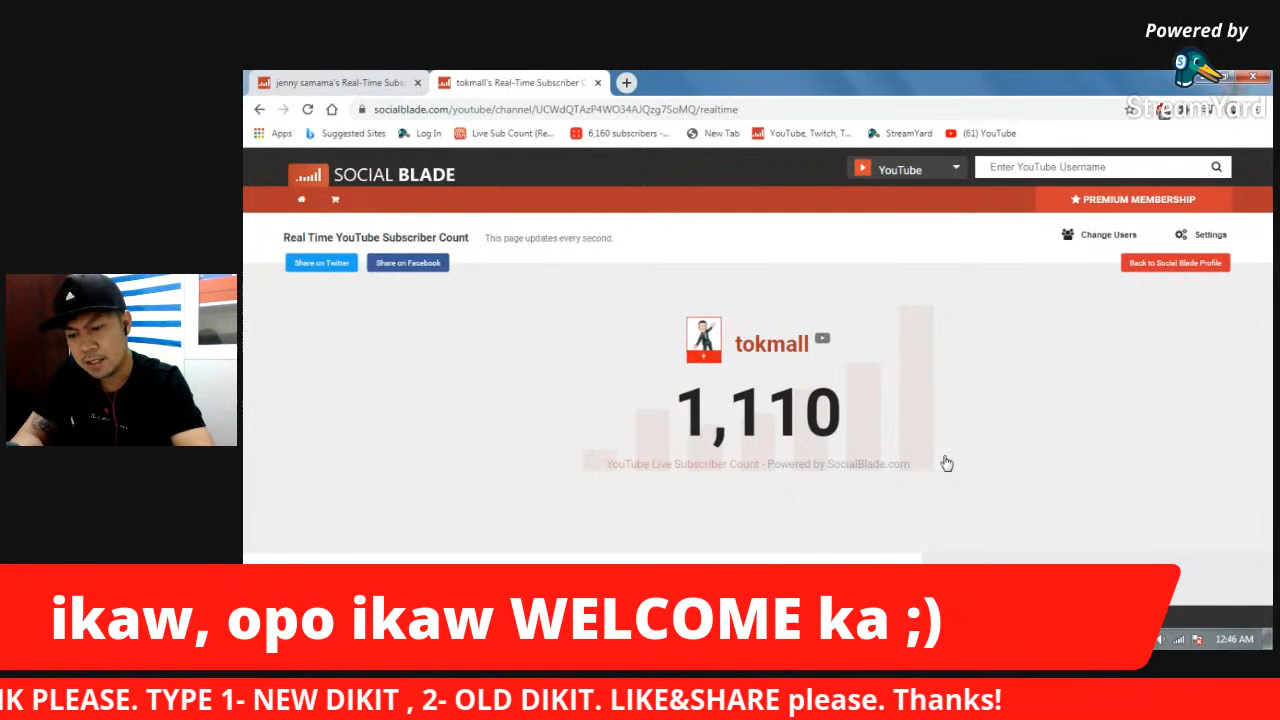 Powered by
StreamYard
jenny samama's Real-Time Subs
tokmall's Real-Time Subscriber C
socialblade.com/youtube/channel/UCWdQTAzP4WO34AJQzg7SoMQ/realtime
Apps Suggested Sites Log In Live Sub Count (Re... 6,160 subscribers -... New Tab YouTube, Twitch, T... StreamYard (61) YouTube
SOCIAL BLADE
YouTube
Enter YouTube Username
PREMIUM MEMBERSHIP
Real Time YouTube Subscriber Count This page updates every second.
Change Users Settings
Share on Twitter Share on Facebook
Back to Social Blade Profile
tokmall
1,110
YouTube Live Subscriber Count - Powered by SocialBlade.com
ikaw, opo ikaw WELCOME ka ;)
12:46 AM
PLEASE. TYPE 1- NEW DIKIT , 2- OLD DIKIT. LIKE&SHARE please. Thanks!